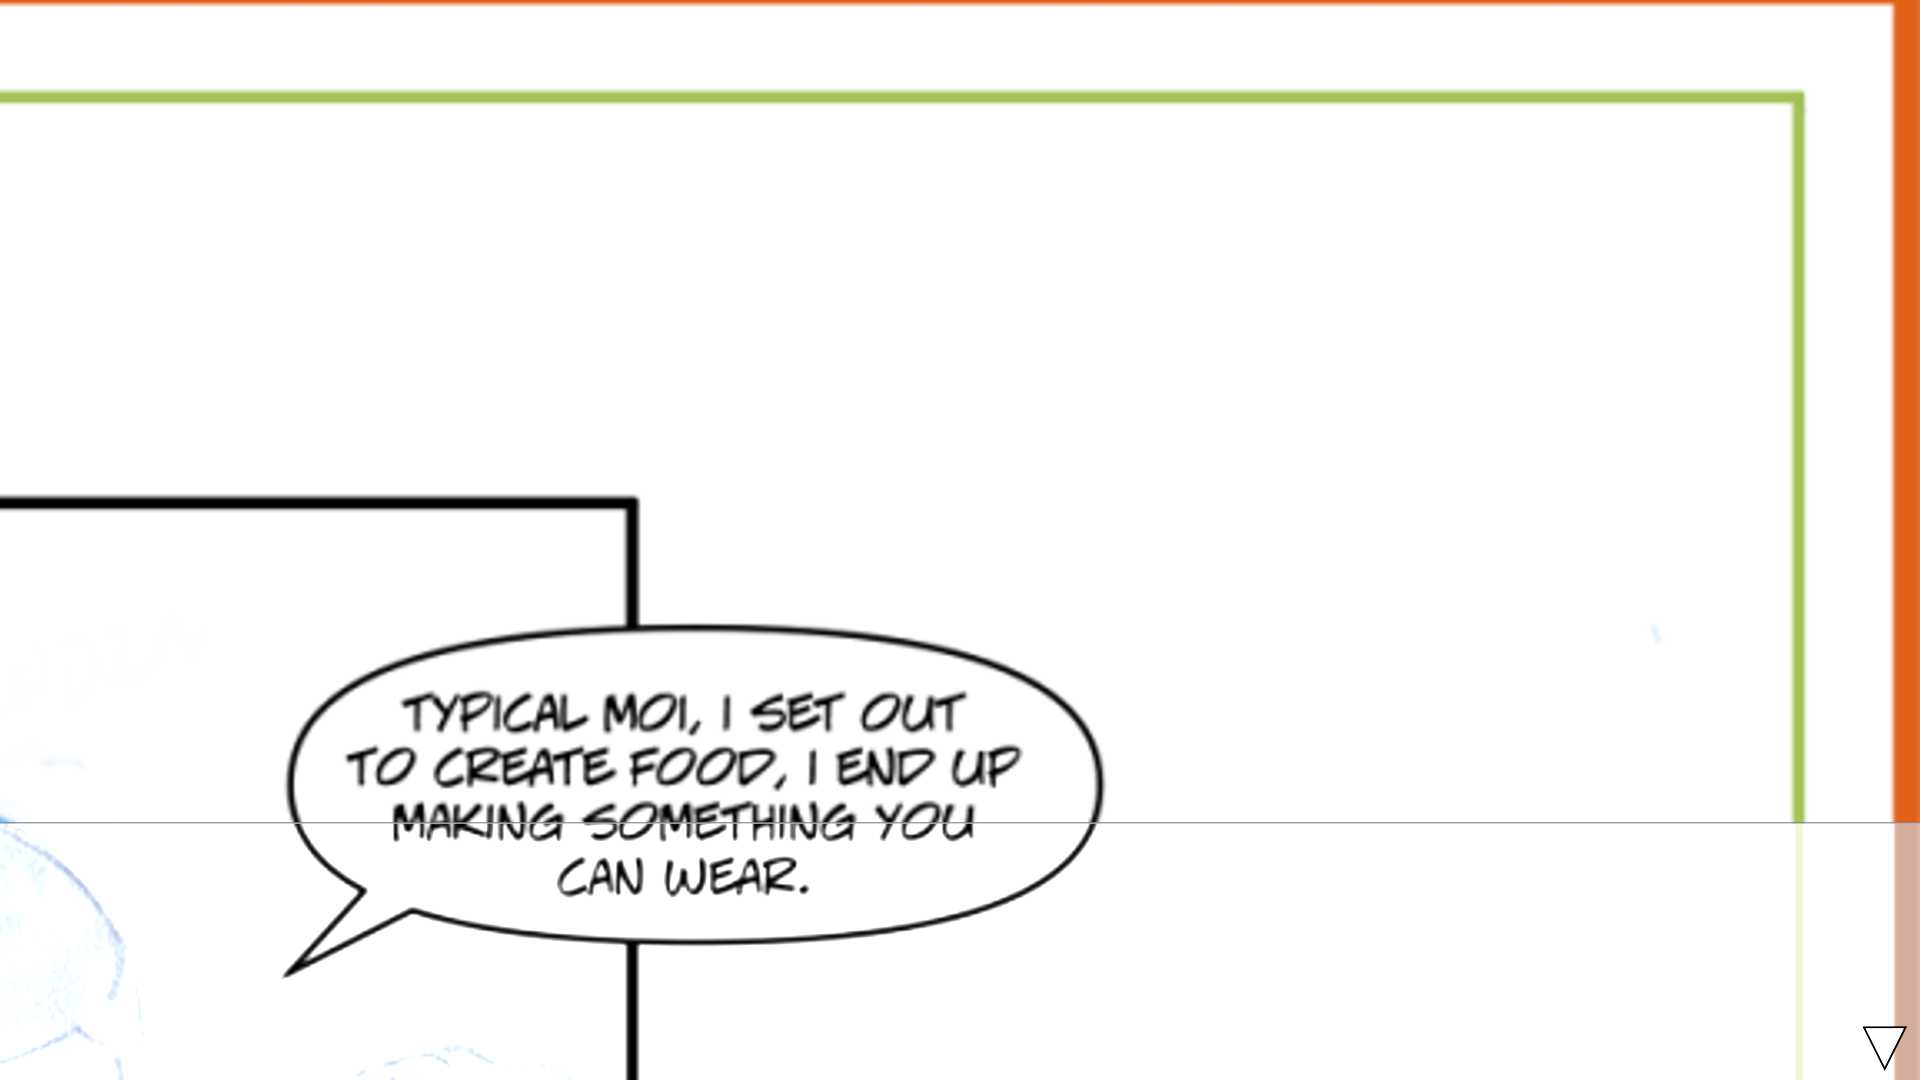 TYPICAL MOI, I SET OUT
TO CREATE FOOD, I END UP
MAKING SOMETHING YOU
CAN WEAR.